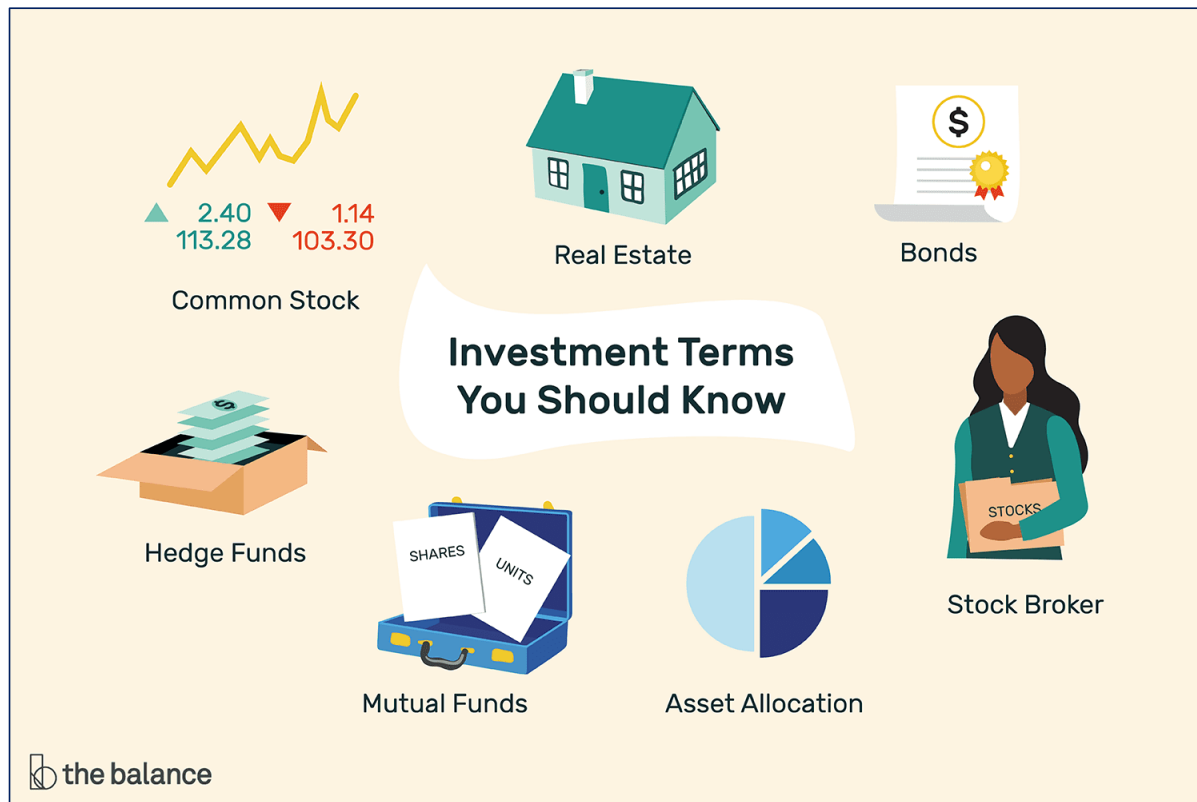 2.40 1.14
113.28 103.30
Common Stock
Real Estate
$
Bonds
Investment Terms
You Should Know
$
Hedge Funds
SHARES
UNITS
Mutual Funds
Asset Allocation
STOCKS
Stock Broker
the balance